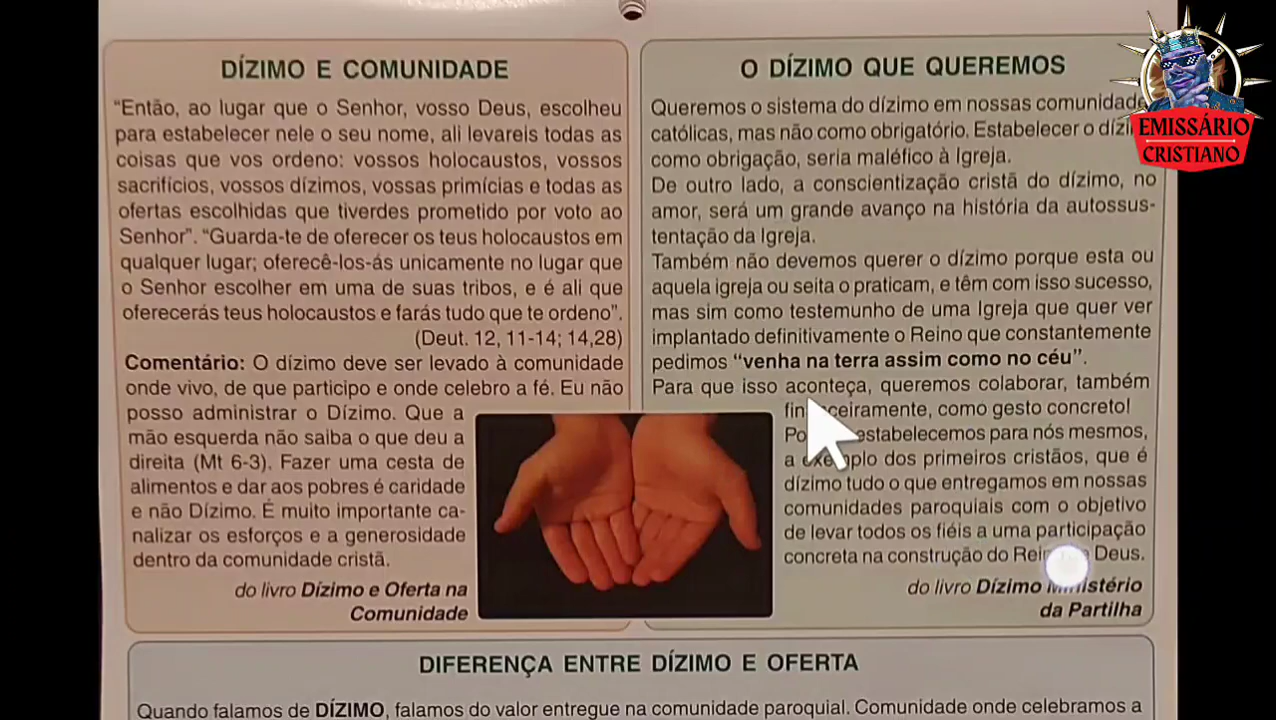 DÍZIMO E COMUNIDADE
“Então, ao lugar que o Senhor, vosso Deus, escolheu
para estabelecer nele o seu nome, ali levareis todas as
coisas que vos ordeno: vossos holocaustos, vossos
sacrifícios, vossos dízimos, vossas primícias e todas as
ofertas escolhidas que tiverdes prometido por voto ao
Senhor”. “Guarda-te de oferecer os teus holocaustos em
qualquer lugar; oferecê-los-ás unicamente no lugar que
o Senhor escolher em uma de suas tribos, e é ali que
oferecerás teus holocaustos e farás tudo que te ordeno”.
(Deut. 12, 11-14; 14,28)
Comentário: O dízimo deve ser levado à comunidade
onde vivo, de que participo e onde celebro a fé. Eu não
posso administrar o Dízimo. Que a
mão esquerda não saiba o que deu a
direita (Mt 6-3). Fazer uma cesta de
alimentos e dar aos pobres é caridade
e não Dízimo. É muito importante ca-
nalizar os esforços e a generosidade
dentro da comunidade cristã.
do livro Dízimo e Oferta na
Comunidade
O DÍZIMO QUE QUEREMOS
Queremos o sistema do dízimo em nossas
católicas, mas não como obrigatório. Estabelecer o
como obrigação, seria maléfico à Igreja.
De outro lado, a conscientização cristã do dízimo, no
amor, será um grande avanço na história da autossus-
tentação da Igreja.
Também não devemos querer o dízimo porque esta ou
aquela igreja ou seita o praticam, e têm com isso sucesso,
mas sim como testemunho de uma Igreja que quer ver
implantado definitivamente o Reino que constantemente
pedimos “venha na terra assim como no céu”.
Para que isso aconteça, queremos colaborar, também
financeiramente, como gesto concreto!
estabelecemos para nós mesmos,
a exemplo dos primeiros cristãos, que é
dízimo tudo o que entregamos em nossas
comunidades paroquiais com o objetivo
de levar todos os fiéis a uma participação
concreta na construção do Deus.
do livro Dízimo Ministério
da Partilha
DIFERENÇA ENTRE DÍZIMO E OFERTA
Quando falamos de DÍZIMO, falamos do valor entregue na comunidade paroquial. Comunidade onde celebramos a
EMISSÁRIO
CRISTIANO